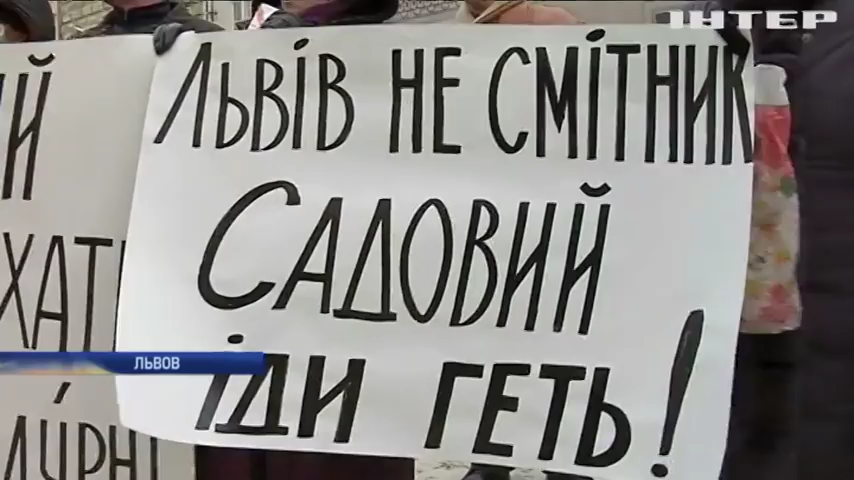 ІНТЕР
ЛЬВІВ НЕ СМІТНИК
САДОВИЙ
ІДИ ГЕТЬ!
ЛЬВОВ